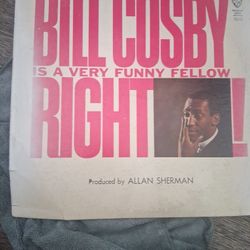 BILL COSBY
IS A VERY FUNNY FELLOW
RIGHT!
Produced by ALLAN SHERMAN